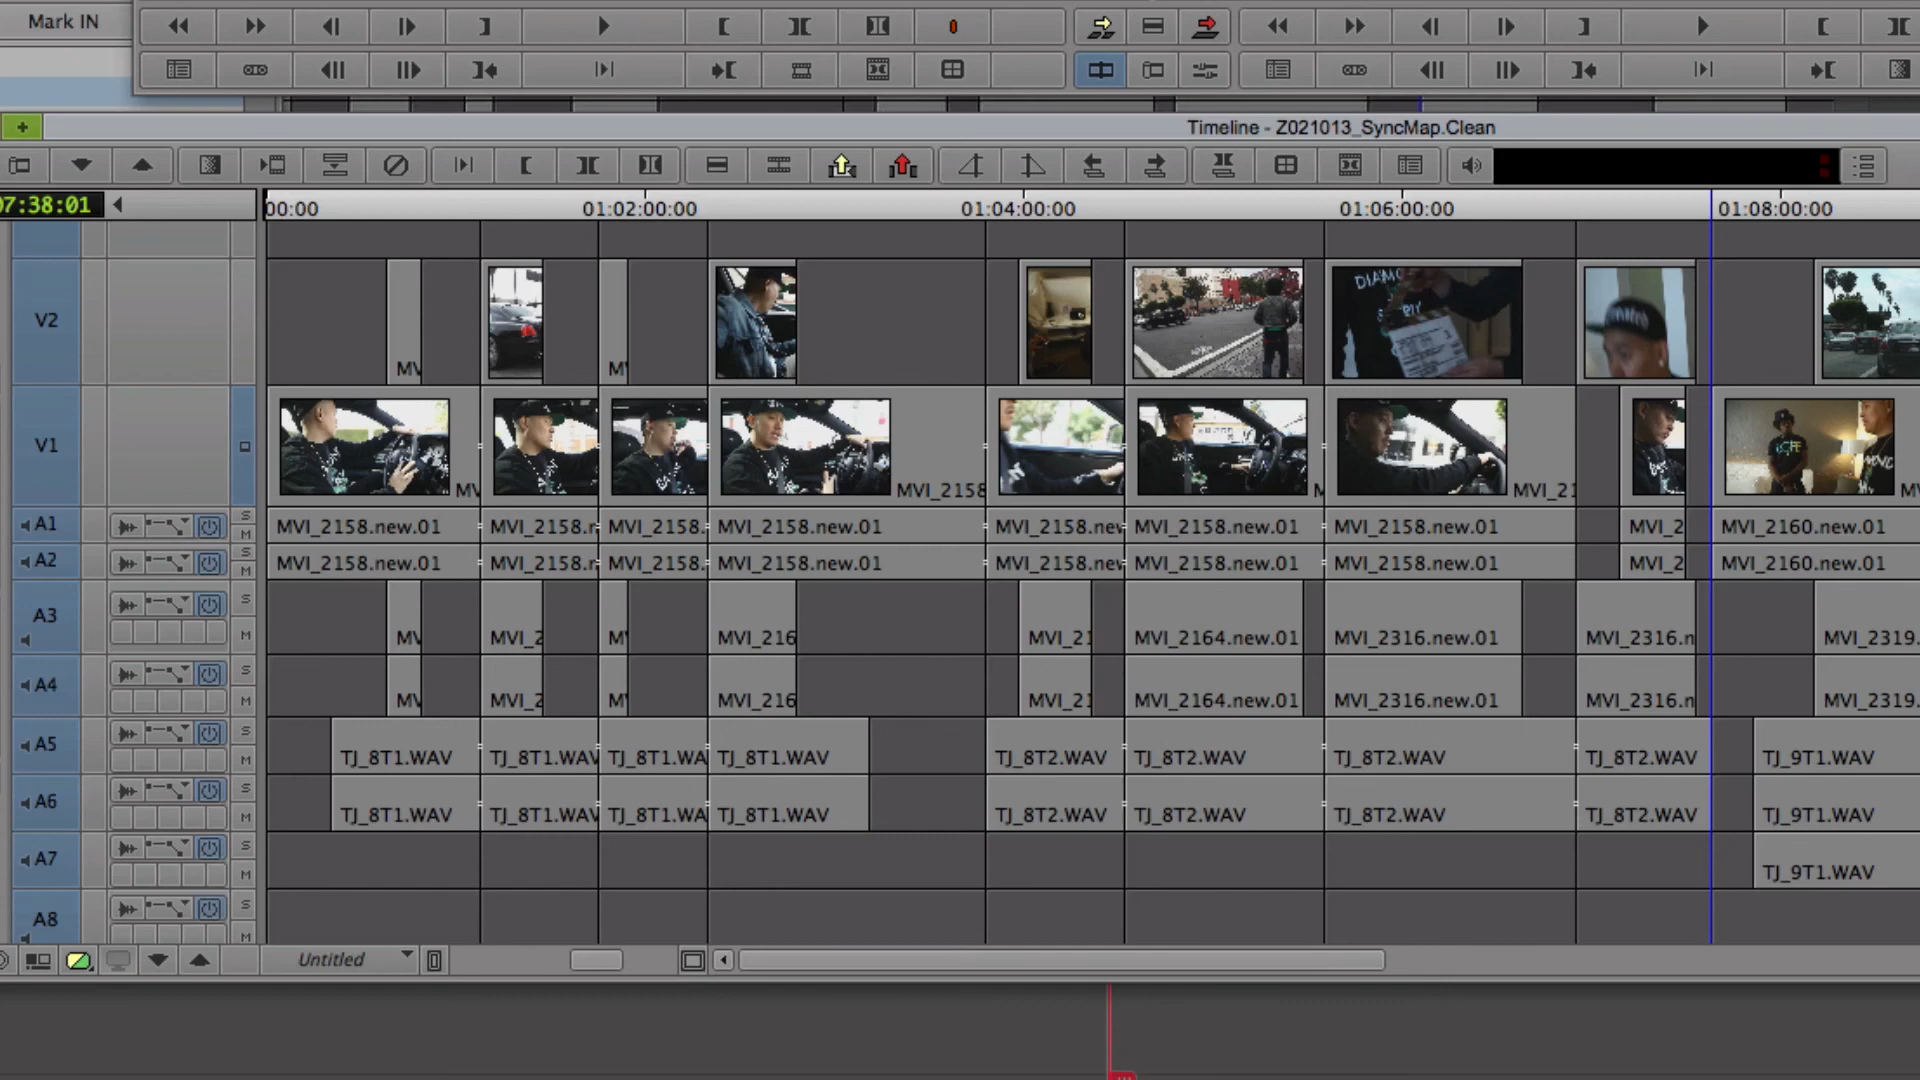 Mark IN
Timeline - Z021013_SyncMap.Clean
07:38:01
00:00 01:02:00:00 01:04:00:00 01:06:00:00 01:08:00:00
V2 MV M
DIAMO
V1 MV MVI_2158 M MVI_21 M
A1 S M MVI_2158.new.01 MVI_2158.r MVI_2158. MVI_2158.new.01 MVI_2158.new MVI_2158.new.01 MVI_2158.new.01 MVI_2 MVI_2160.new.01
A2 S M MVI_2158.new.01 MVI_2158.r MVI_2158. MVI_2158.new.01 MVI_2158.new MVI_2158.new.01 MVI_2158.new.01 MVI_2 MVI_2160.new.01
A3 S M MV MVI_2 M MVI_216 MVI_21 MVI_2164.new.01 MVI_2316.new.01 MVI_2316.n MVI_2319.
A4 S M MV MVI_2 M MVI_216 MVI_21 MVI_2164.new.01 MVI_2316.new.01 MVI_2316.n MVI_2319.
A5 S M TJ_8T1.WAV TJ_8T1.WAV TJ_8T1.WA TJ_8T1.WAV TJ_8T2.WAV TJ_8T2.WAV TJ_8T2.WAV TJ_8T2.WAV TJ_9T1.WAV
A6 S M TJ_8T1.WAV TJ_8T1.WAV TJ_8T1.WA TJ_8T1.WAV TJ_8T2.WAV TJ_8T2.WAV TJ_8T2.WAV TJ_8T2.WAV TJ_9T1.WAV
A7 S M TJ_9T1.WAV
A8 S M
Untitled